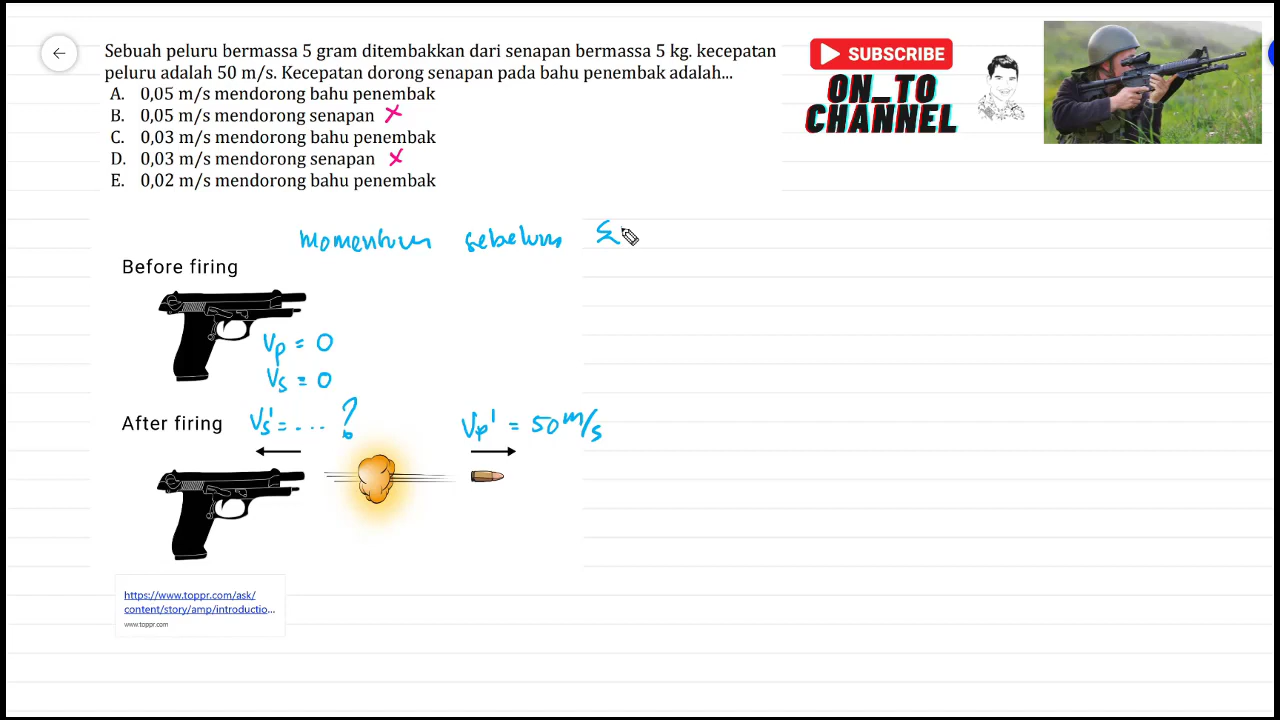 Sebuah peluru bermassa 5 gram ditembakkan dari senapan bermassa 5 kg. kecepatan
peluru adalah 50 m/s. Kecepatan dorong senapan pada bahu penembak adalah...
A. 0,05 m/s mendorong bahu penembak
B. 0,05 m/s mendorong senapan
C. 0,03 m/s mendorong bahu penembak
D. 0,03 m/s mendorong senapan
E. 0,02 m/s mendorong bahu penembak
SUBSCRIBE
ON_TO
CHANNEL
momentum sebelum Σ
Before firing
Vp = 0
Vs = 0
After firing
Vs' = ... ?
Vp' = 50 m/s
https://www.toppr.com/ask/
content/story/amp/introductio...
www.toppr.com